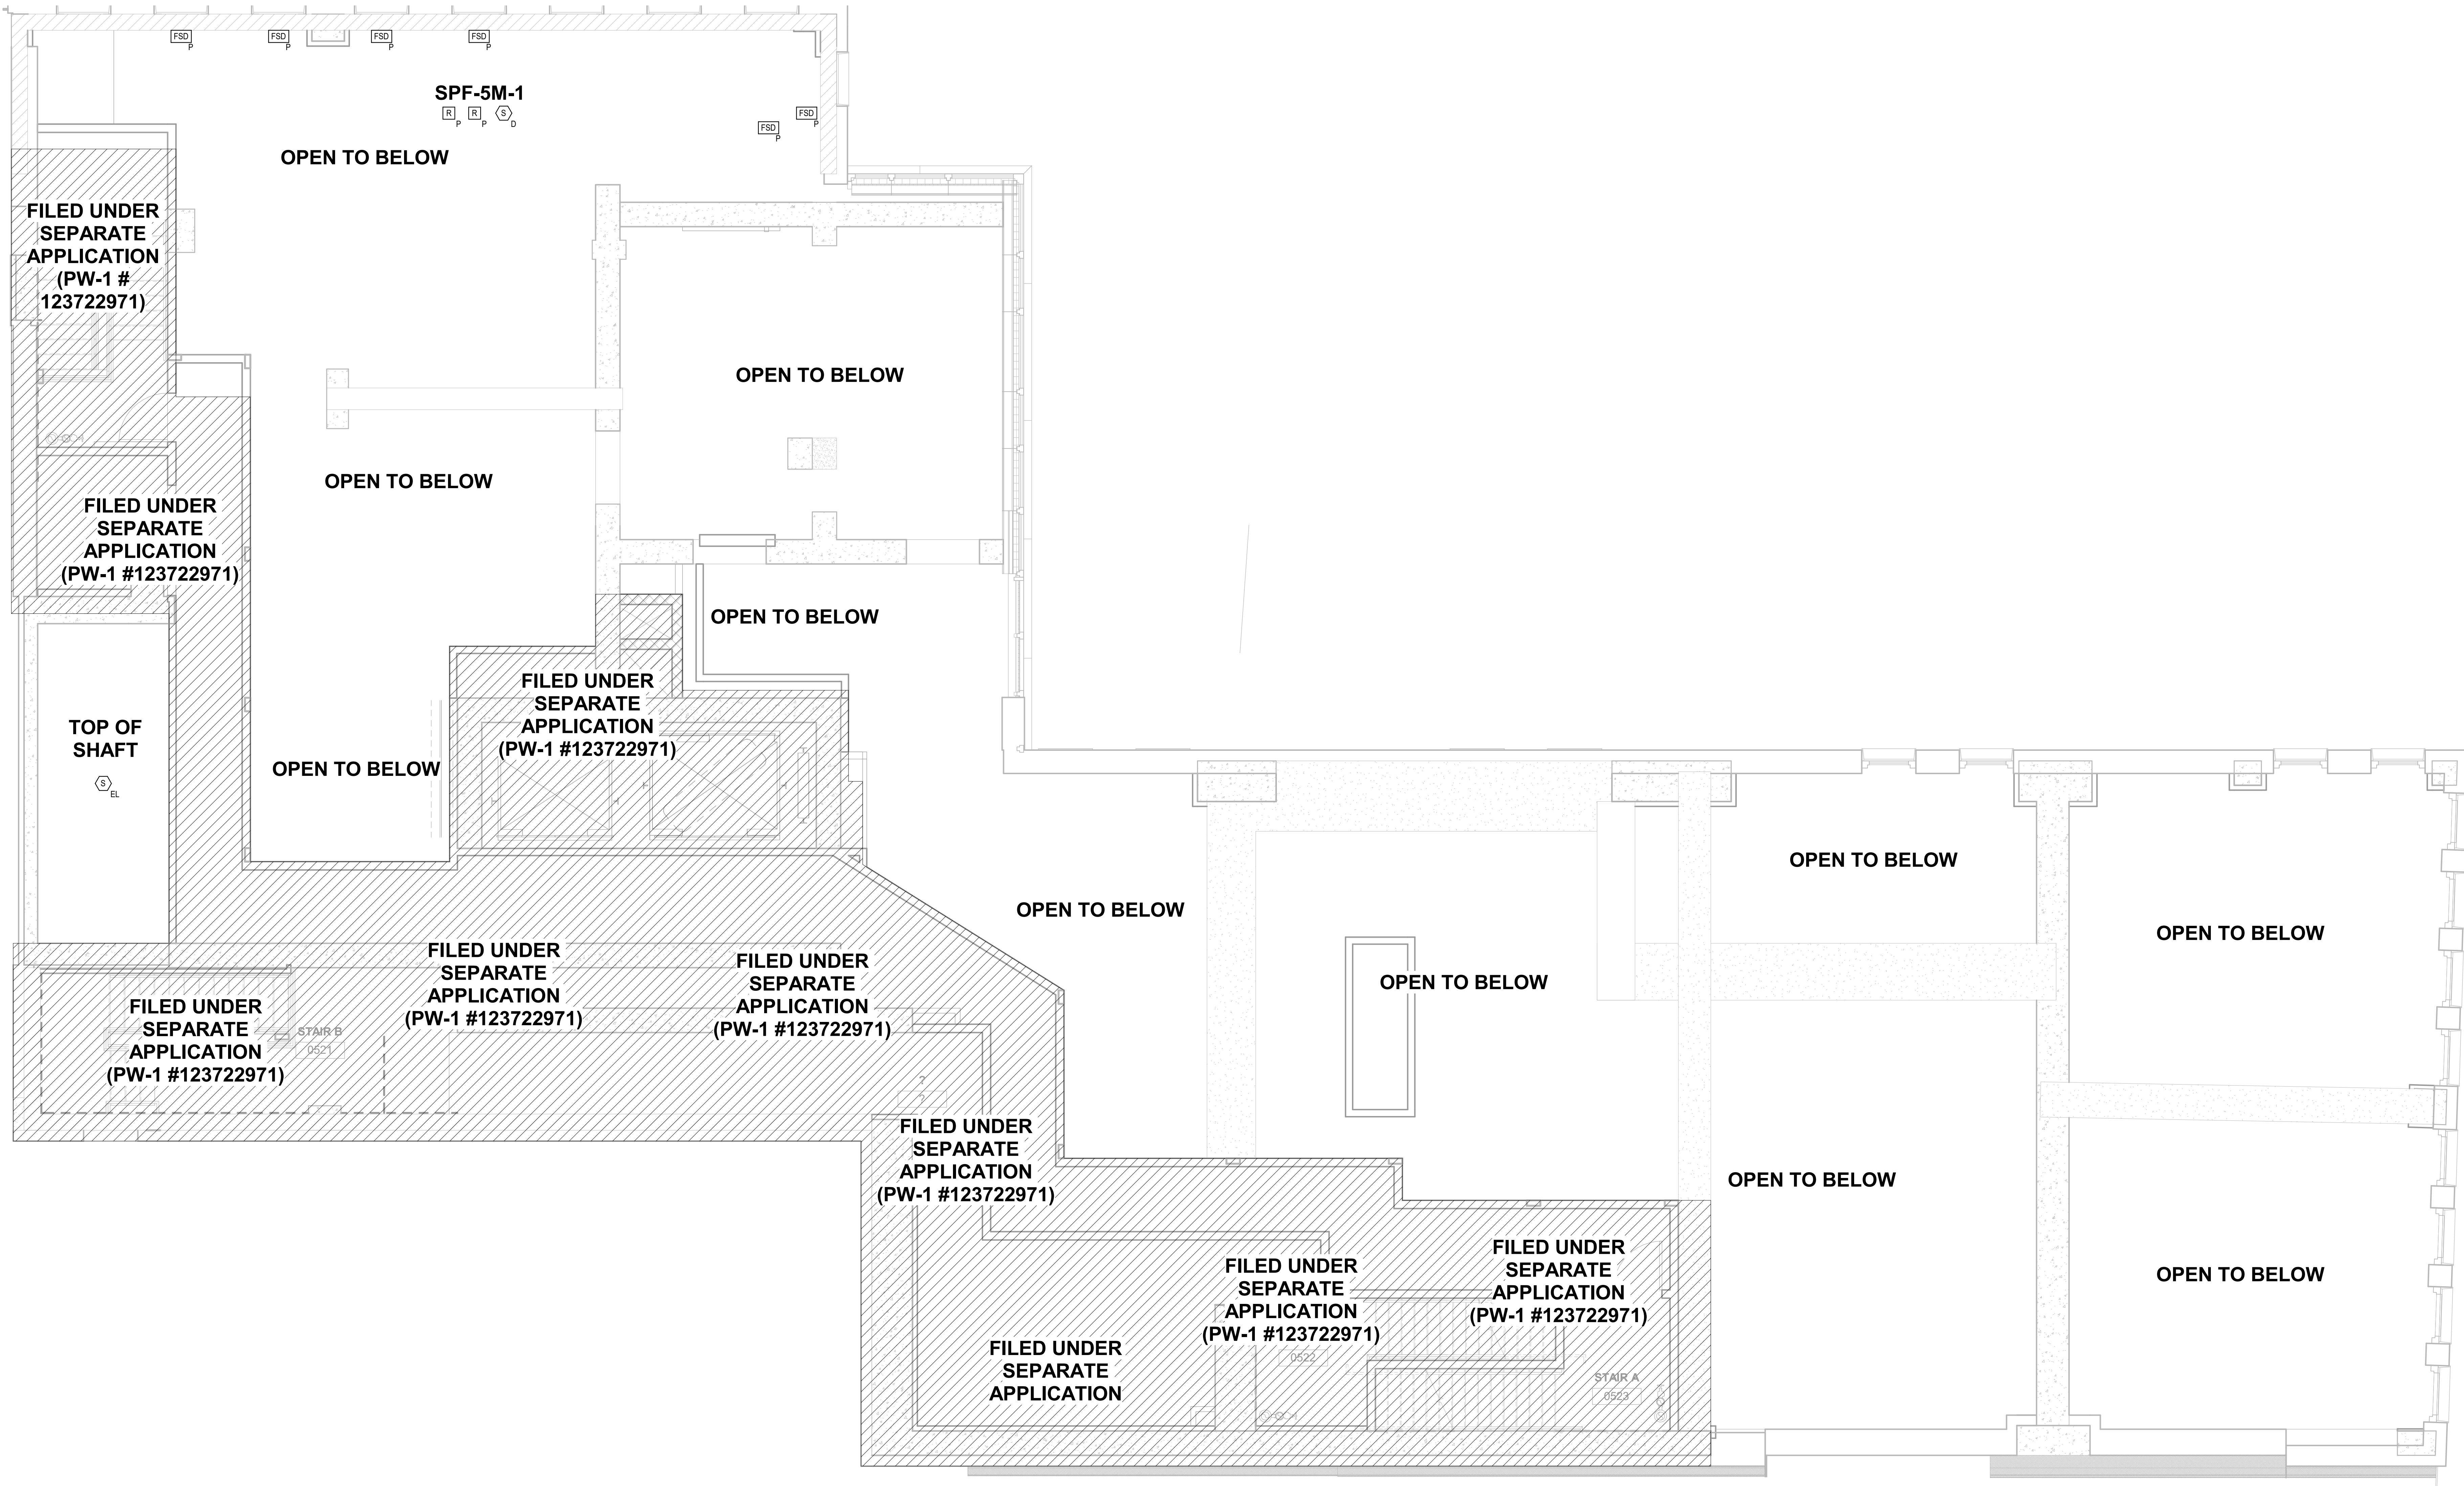 FSD
P
FSD
P
FSD
P
FSD
P
SPF-5M-1
R
P
R
P
S
D
FSD
P
FSD
P
OPEN TO BELOW
FILED UNDER
SEPARATE
APPLICATION
(PW-1 #
123722971)
OPEN TO BELOW
OPEN TO BELOW
FILED UNDER
SEPARATE
APPLICATION
(PW-1 #123722971)
OPEN TO BELOW
FILED UNDER
SEPARATE
APPLICATION
(PW-1 #123722971)
TOP OF
SHAFT
S
EL
OPEN TO BELOW
OPEN TO BELOW
OPEN TO BELOW
OPEN TO BELOW
OPEN TO BELOW
FILED UNDER
SEPARATE
APPLICATION
(PW-1 #123722971)
FILED UNDER
SEPARATE
APPLICATION
(PW-1 #123722971)
FILED UNDER
SEPARATE
APPLICATION
(PW-1 #123722971)
STAIR B
0521
?
?
FILED UNDER
SEPARATE
APPLICATION
(PW-1 #123722971)
OPEN TO BELOW
OPEN TO BELOW
FILED UNDER
SEPARATE
APPLICATION
(PW-1 #123722971)
0522
FILED UNDER
SEPARATE
APPLICATION
(PW-1 #123722971)
FILED UNDER
SEPARATE
APPLICATION
STAIR A
0523